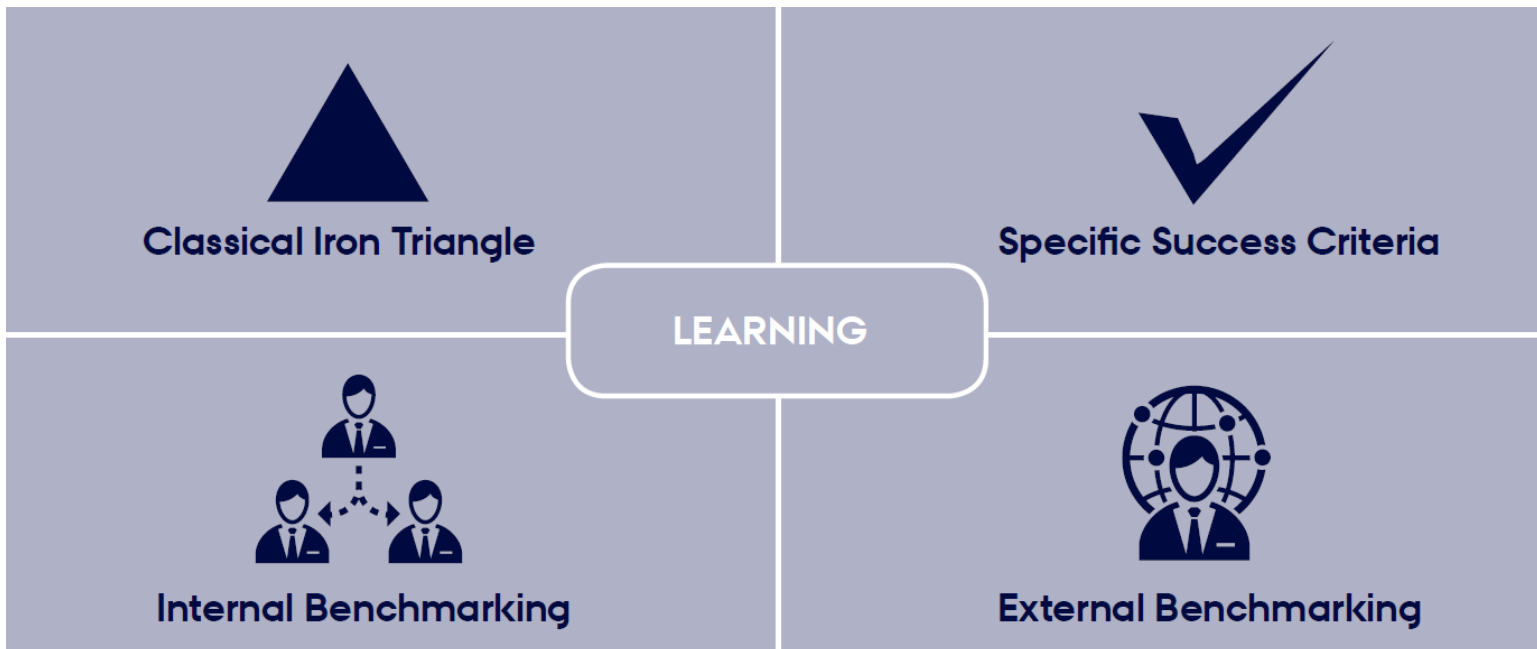 Classical Iron Triangle
Specific Success Criteria
LEARNING
Internal Benchmarking
External Benchmarking